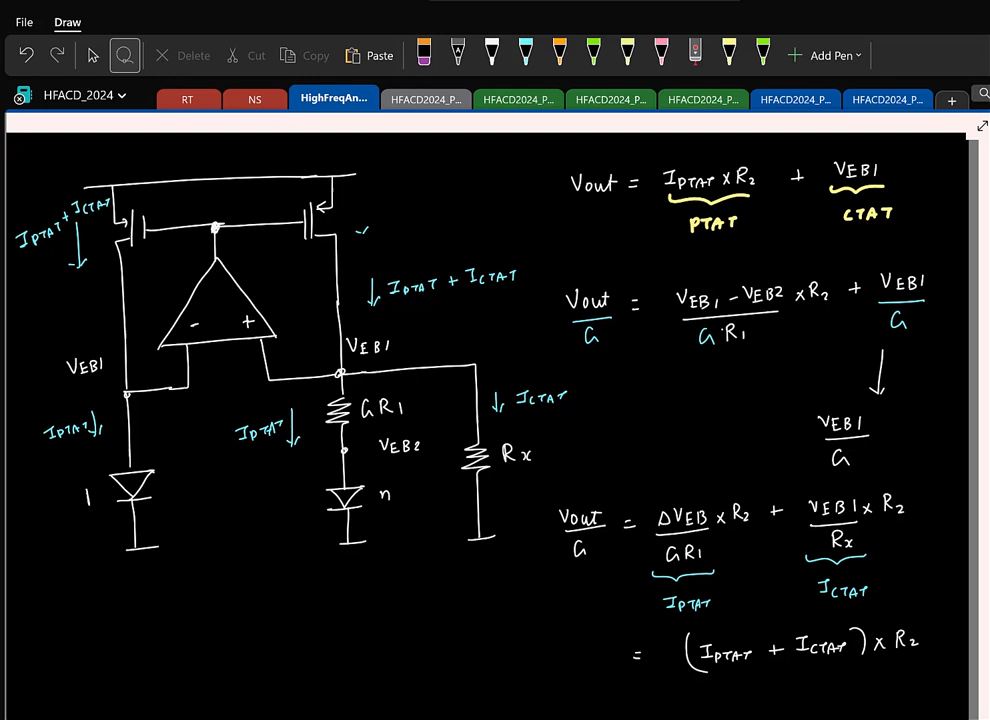 File Draw
Delete Cut Copy Paste Add Pen
HFACD_2024 RT NS HighFreqAn... HFACD2024_P... HFACD2024_P... HFACD2024_P... HFACD2024_P... HFACD2024_P... HFACD2024_P... +
Vout = IPTAT x R2 + VEB1
PTAT CTAT
IPTAT + ICTAT
IPTAT + ICTAT
Vout/G = VEB1 - VEB2/G·R1 x R2 + VEB1/G
- +
VEB1
VEB1
ICTAT
IPTAT
IPTAT
GR1
VEB2
Rx
1
n
VEB1/G
Vout/G = ΔVEB/GR1 x R2 + VEB1/Rx x R2
IPTAT ICTAT
= (IPTAT + ICTAT) x R2